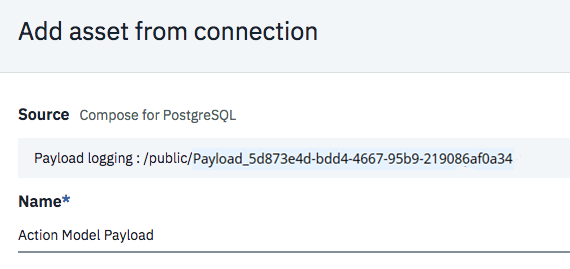 Add asset from connection
Source Compose for PostgreSQL
Payload logging : /public/Payload_5d873e4d-bdd4-4667-95b9-219086af0a34
Name*
Action Model Payload